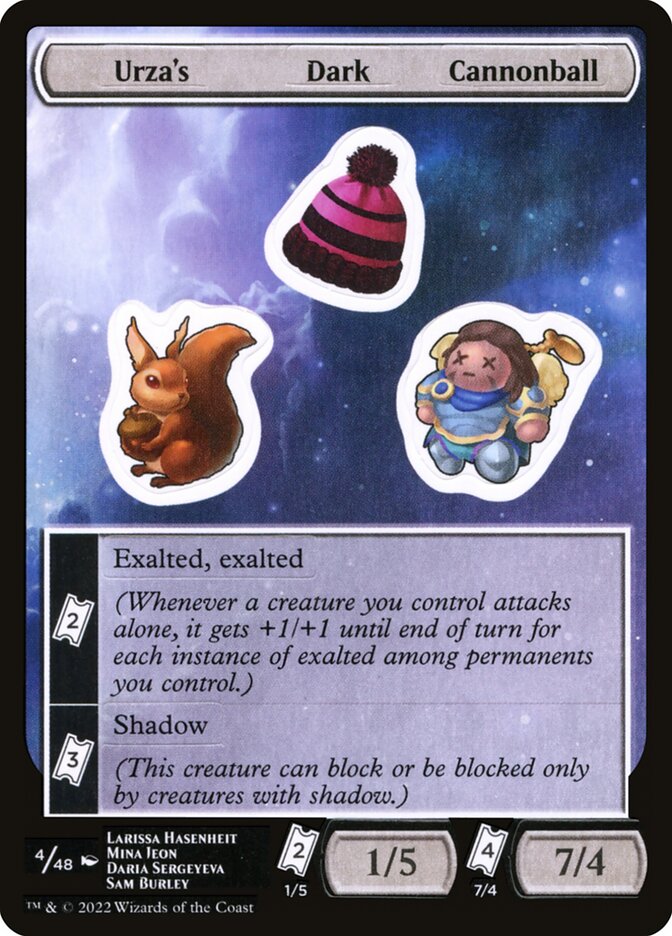 Urza's Dark Cannonball
Exalted, exalted
2
(Whenever a creature you control attacks
alone, it gets +1/+1 until end of turn for
each instance of exalted among permanents
you control.)
Shadow
3
(This creature can block or be blocked only
by creatures with shadow.)
4/48
Larissa Hasenheit
Mina Jeon
Daria Sergeyeva
Sam Burley
2
1/5
1/5
4
7/4
7/4
™ & © 2022 Wizards of the Coast